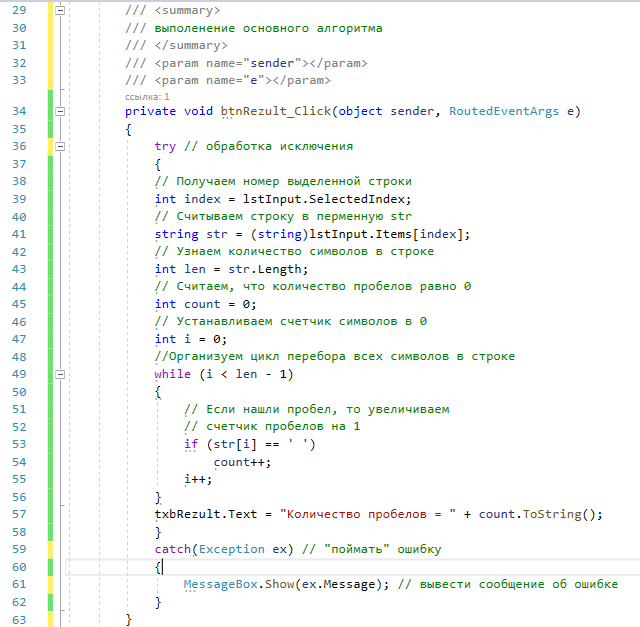 29 /// <summary>
30 /// выполенение основного алгоритма
31 /// </summary>
32 /// <param name="sender"></param>
33 /// <param name="e"></param>
ссылка: 1
34 private void btnRezult_Click(object sender, RoutedEventArgs e)
35 {
36 try // обработка исключения
37 {
38 // Получаем номер выделенной строки
39 int index = lstInput.SelectedIndex;
40 // Считываем строку в перменную str
41 string str = (string)lstInput.Items[index];
42 // Узнаем количество символов в строке
43 int len = str.Length;
44 // Считаем, что количество пробелов равно 0
45 int count = 0;
46 // Устанавливаем счетчик символов в 0
47 int i = 0;
48 //Организуем цикл перебора всех символов в строке
49 while (i < len - 1)
50 {
51 // Если нашли пробел, то увеличиваем
52 // счетчик пробелов на 1
53 if (str[i] == ' ')
54 count++;
55 i++;
56 }
57 txbRezult.Text = "Количество пробелов = " + count.ToString();
58 }
59 catch(Exception ex) // "поймать" ошибку
60 {
61 MessageBox.Show(ex.Message); // вывести сообщение об ошибке
62 }
63 }